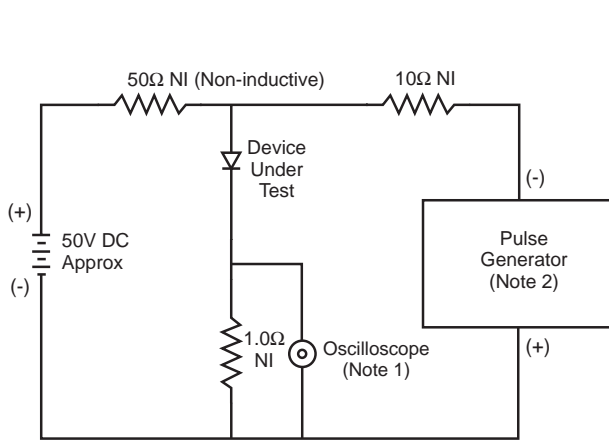 50Ω NI (Non-inductive)
10Ω NI
Device
Under
Test
(-)
(+)
50V DC
Approx
(-)
Pulse
Generator
(Note 2)
1.0Ω
NI
Oscilloscope
(Note 1)
(+)